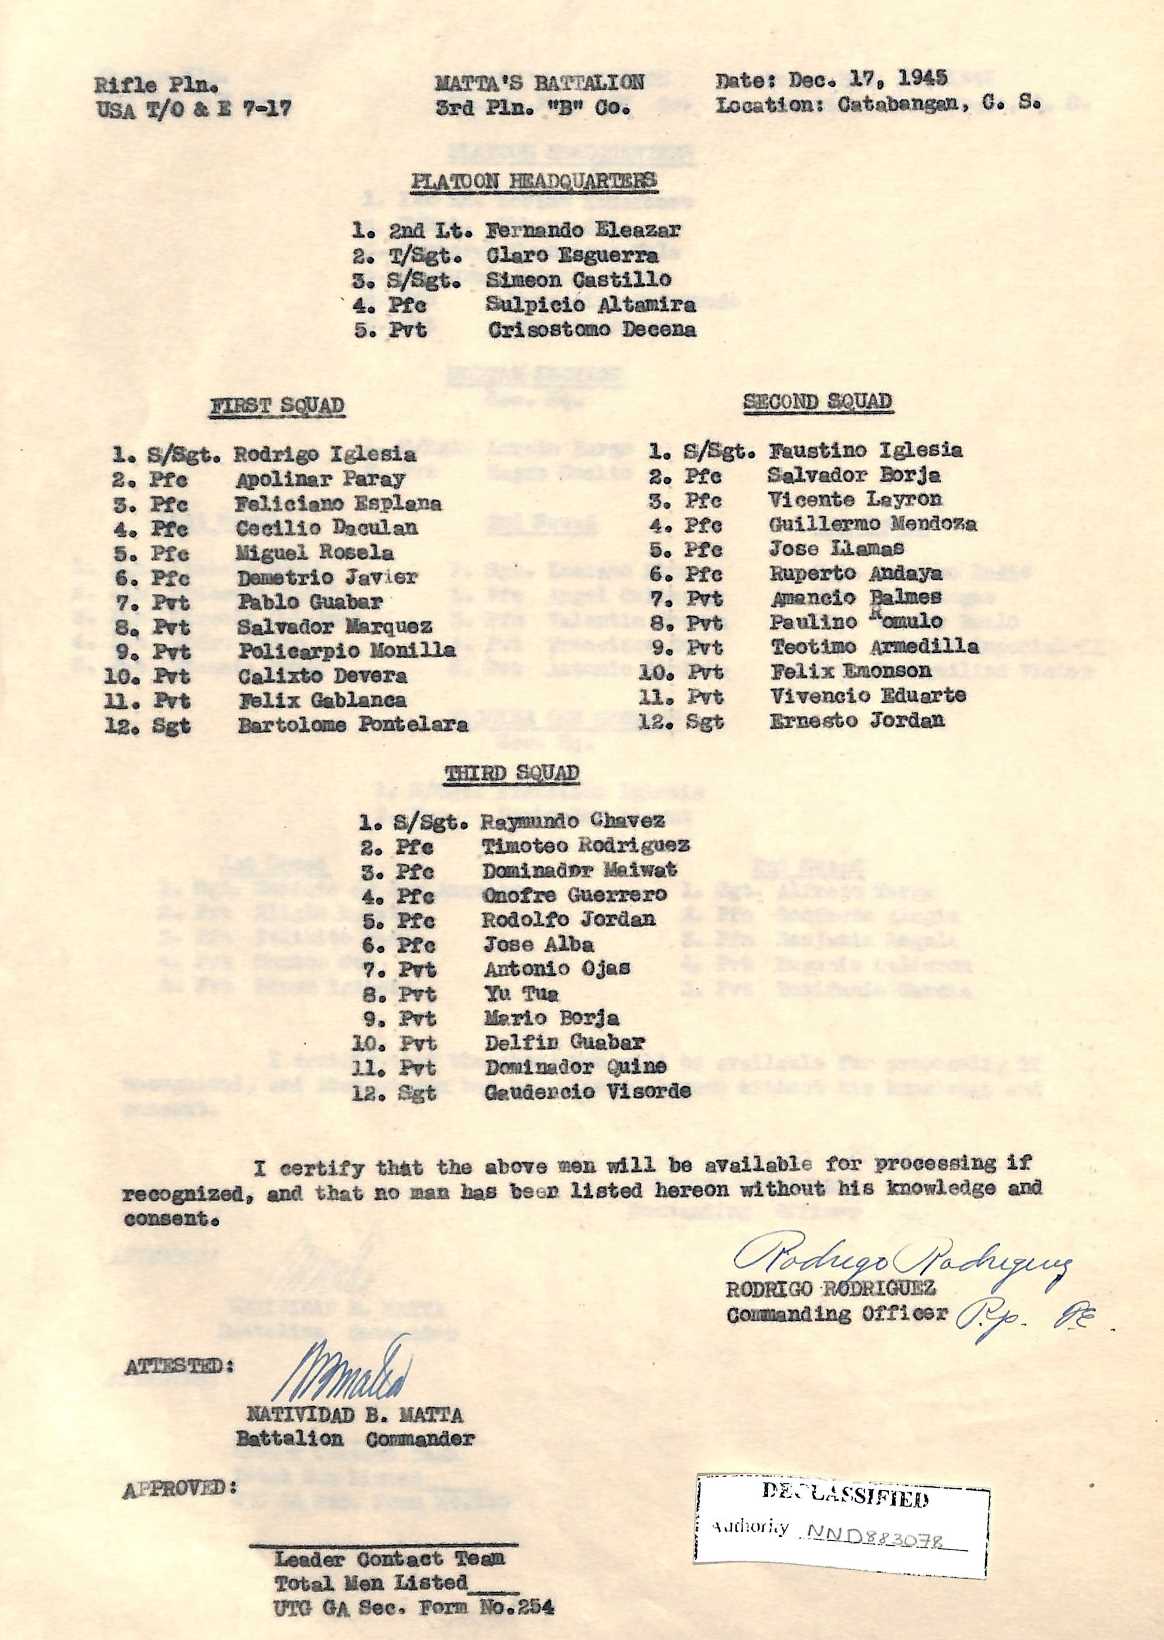 Rifle Pln. MATTA'S BATTALION Date: Dec. 17, 1945
USA T/O & E 7-17 3rd Pln. "B" Co. Location: Catabangan, C. S.
PLATOON HEADQUARTERS
1. 2nd Lt. Fernando Eleazar
2. T/Sgt. Claro Esguerra
3. S/Sgt. Simeon Castillo
4. Pfc Sulpicio Altamira
5. Pvt Crisostomo Decena
FIRST SQUAD
1. S/Sgt. Rodrigo Iglesia
2. Pfc Apolinar Paray
3. Pfc Feliciano Esplana
4. Pfc Cecilio Daculan
5. Pfc Miguel Rosela
6. Pfc Demetrio Javier
7. Pvt Pablo Guabar
8. Pvt Salvador Marquez
9. Pvt Policarpio Monilla
10. Pvt Calixto Devera
11. Pvt Felix Gablanca
12. Sgt Bartolome Pontelara
SECOND SQUAD
1. S/Sgt. Faustino Iglesia
2. Pfc Salvador Borja
3. Pfc Vicente Layron
4. Pfc Guillermo Mendoza
5. Pfc Jose Llamas
6. Pfc Ruperto Andaya
7. Pvt Amancio Balmes
8. Pvt Paulino Romulo
9. Pvt Teotimo Armedilla
10. Pvt Felix Emonson
11. Pvt Vivencio Eduarte
12. Sgt Ernesto Jordan
THIRD SQUAD
1. S/Sgt. Raymundo Chavez
2. Pfc Timoteo Rodriguez
3. Pfc Dominador Maiwat
4. Pfc Onofre Guerrero
5. Pfc Rodolfo Jordan
6. Pfc Jose Alba
7. Pvt Antonio Ojas
8. Pvt Yu Tua
9. Pvt Mario Borja
10. Pvt Delfin Guabar
11. Pvt Dominador Quine
12. Sgt Gaudencio Visorde
I certify that the above men will be available for processing if
recognized, and that no man has been listed hereon without his knowledge and
consent.
Rodrigo Rodriguez
RODRIGO RODRIGUEZ
Commanding Officer
ATTESTED:
NBMatta
NATIVIDAD B. MATTA
Battalion Commander
APPROVED:
DECLASSIFIED
Authority NND883078
Leader Contact Team
Total Men Listed____
UTG GA Sec. Form No.254